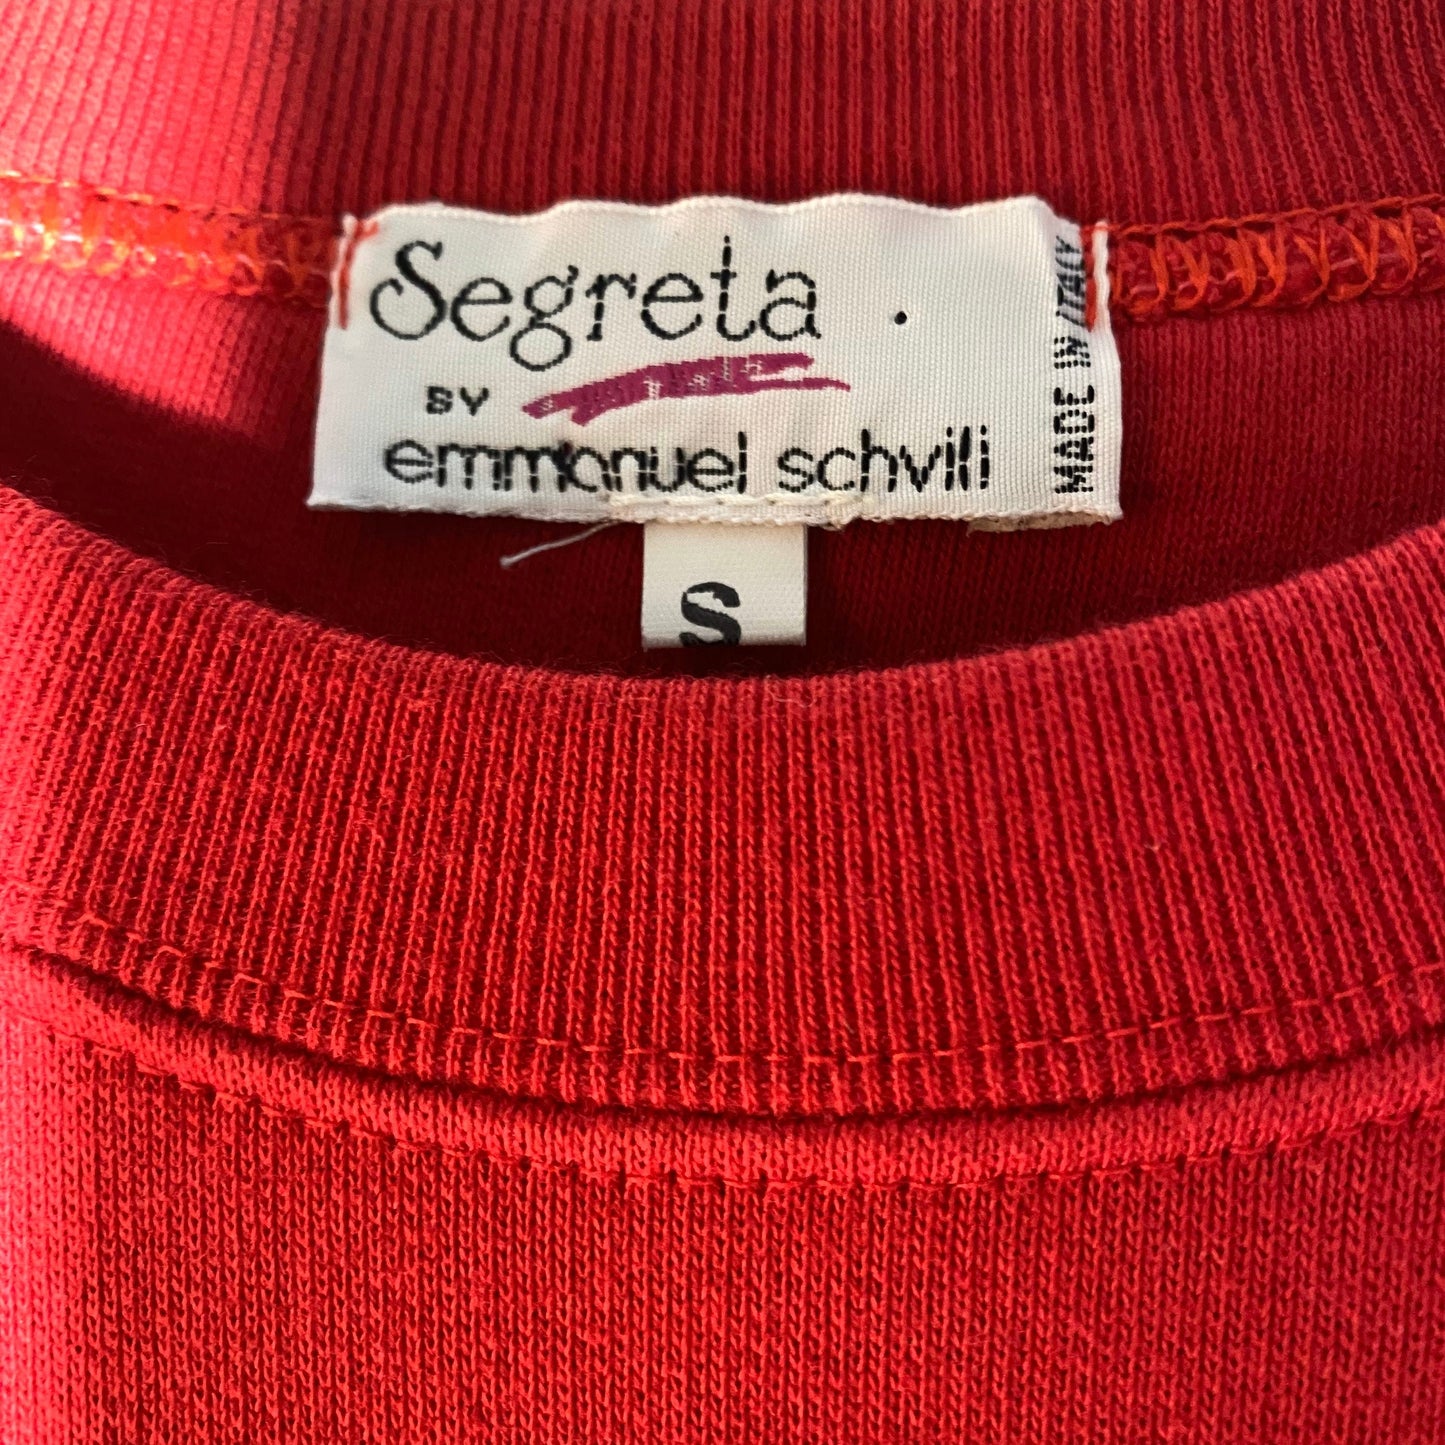 Segreta
BY
emmanuel schvili
MADE IN ITALY
S